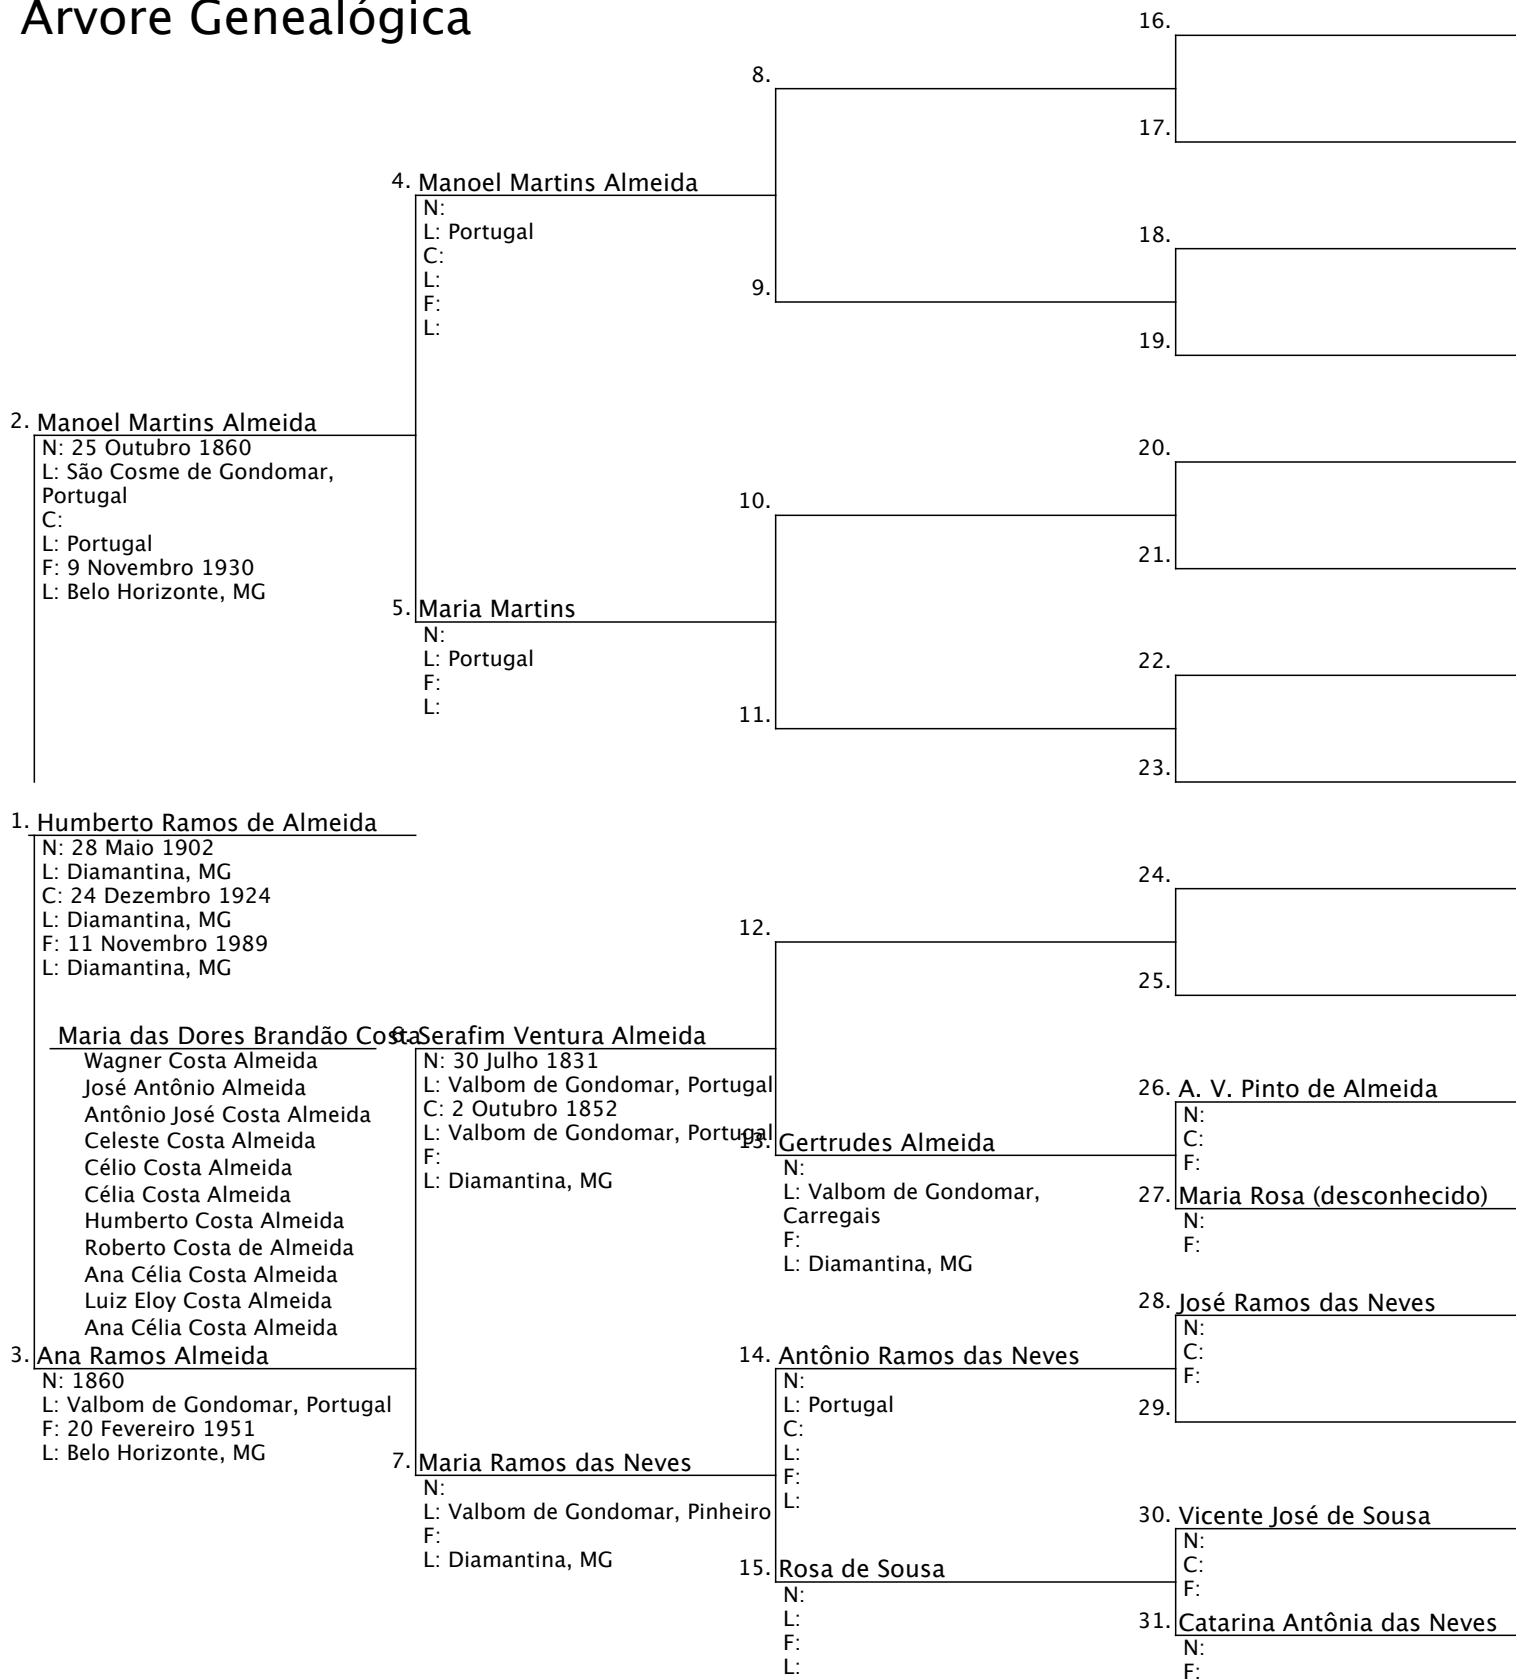 Árvore Genealógica
16.
8.
17.
4. Manoel Martins Almeida
N:
L: Portugal
C:
L:
F:
L:
18.
9.
19.
2. Manoel Martins Almeida
N: 25 Outubro 1860
L: São Cosme de Gondomar,
Portugal
C:
L: Portugal
F: 9 Novembro 1930
L: Belo Horizonte, MG
20.
10.
21.
5. Maria Martins
N:
L: Portugal
F:
L:
22.
11.
23.
1. Humberto Ramos de Almeida
N: 28 Maio 1902
L: Diamantina, MG
C: 24 Dezembro 1924
L: Diamantina, MG
F: 11 Novembro 1989
L: Diamantina, MG
Maria das Dores Brandão Costa
Wagner Costa Almeida
José Antônio Almeida
Antônio José Costa Almeida
Celeste Costa Almeida
Célio Costa Almeida
Célia Costa Almeida
Humberto Costa Almeida
Roberto Costa de Almeida
Ana Célia Costa Almeida
Luiz Eloy Costa Almeida
Ana Célia Costa Almeida
24.
12.
25.
6. Serafim Ventura Almeida
N: 30 Julho 1831
L: Valbom de Gondomar, Portugal
C: 2 Outubro 1852
L: Valbom de Gondomar, Portugal
F:
L: Diamantina, MG
13. Gertrudes Almeida
N:
L: Valbom de Gondomar,
Carregais
F:
L: Diamantina, MG
26. A. V. Pinto de Almeida
N:
C:
F:
27. Maria Rosa (desconhecido)
N:
F:
3. Ana Ramos Almeida
N: 1860
L: Valbom de Gondomar, Portugal
F: 20 Fevereiro 1951
L: Belo Horizonte, MG
7. Maria Ramos das Neves
N:
L: Valbom de Gondomar, Pinheiro
F:
L: Diamantina, MG
14. Antônio Ramos das Neves
N:
L: Portugal
C:
L:
F:
L:
28. José Ramos das Neves
N:
C:
F:
29.
15. Rosa de Sousa
N:
L:
F:
L:
30. Vicente José de Sousa
N:
C:
F:
31. Catarina Antônia das Neves
N:
F: